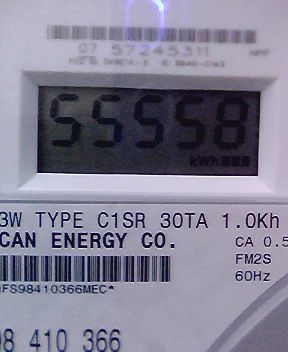 07 57245311
55558
kWh
3W TYPE C1SR 30TA 1.0Kh
CAN ENERGY CO.
CA 0.5
FM2S
60Hz
IFS98410366MEC*
98 410 366